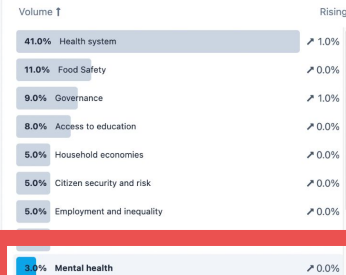 Volume ↑ Rising
41.0% Health system ↗ 1.0%
11.0% Food Safety ↗ 0.0%
9.0% Governance ↗ 1.0%
8.0% Access to education ↗ 0.0%
5.0% Household economies ↗ 0.0%
5.0% Citizen security and risk ↗ 0.0%
5.0% Employment and inequality ↗ 0.0%
3.0% Mental health ↗ 0.0%